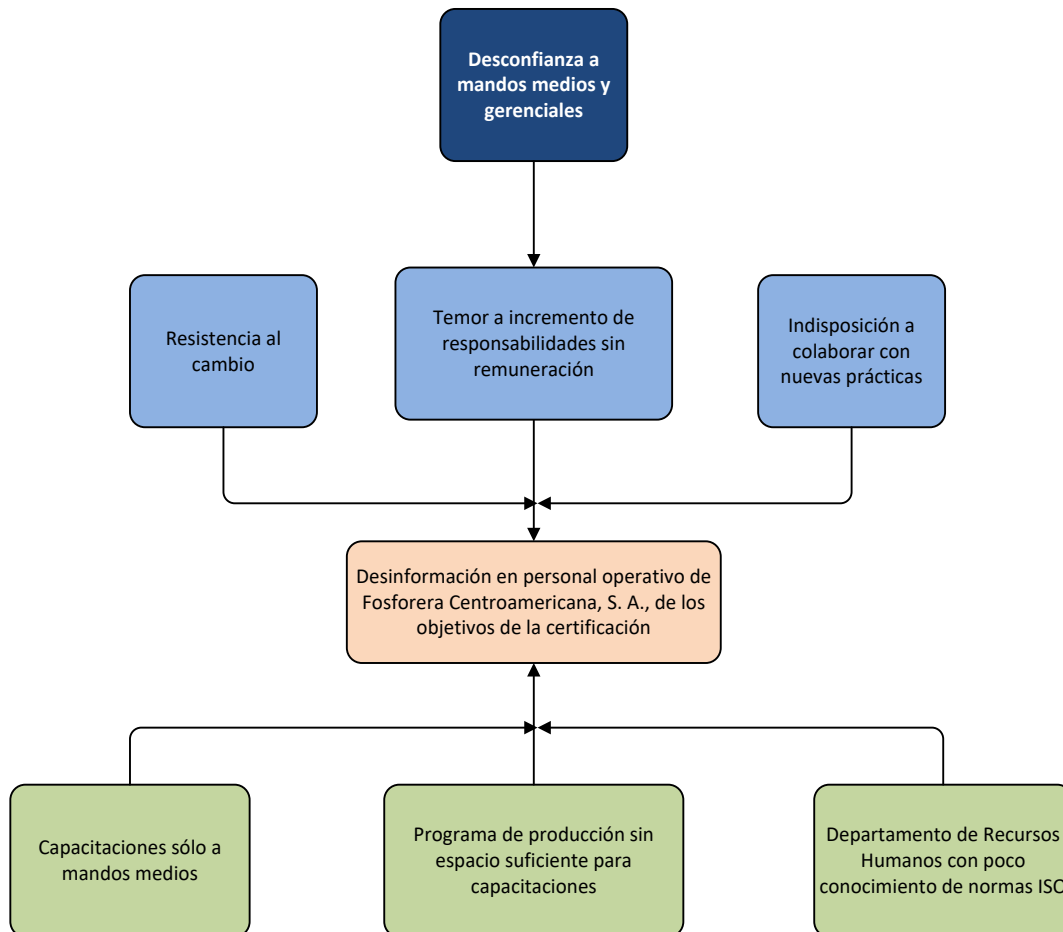 Desconfianza a
mandos medios y
gerenciales
Resistencia al
cambio
Temor a incremento de
responsabilidades sin
remuneración
Indisposición a
colaborar con
nuevas prácticas
Desinformación en personal operativo de
Fosforera Centroamericana, S. A., de los
objetivos de la certificación
Capacitaciones sólo a
mandos medios
Programa de producción sin
espacio suficiente para
capacitaciones
Departamento de Recursos
Humanos con poco
conocimiento de normas ISO